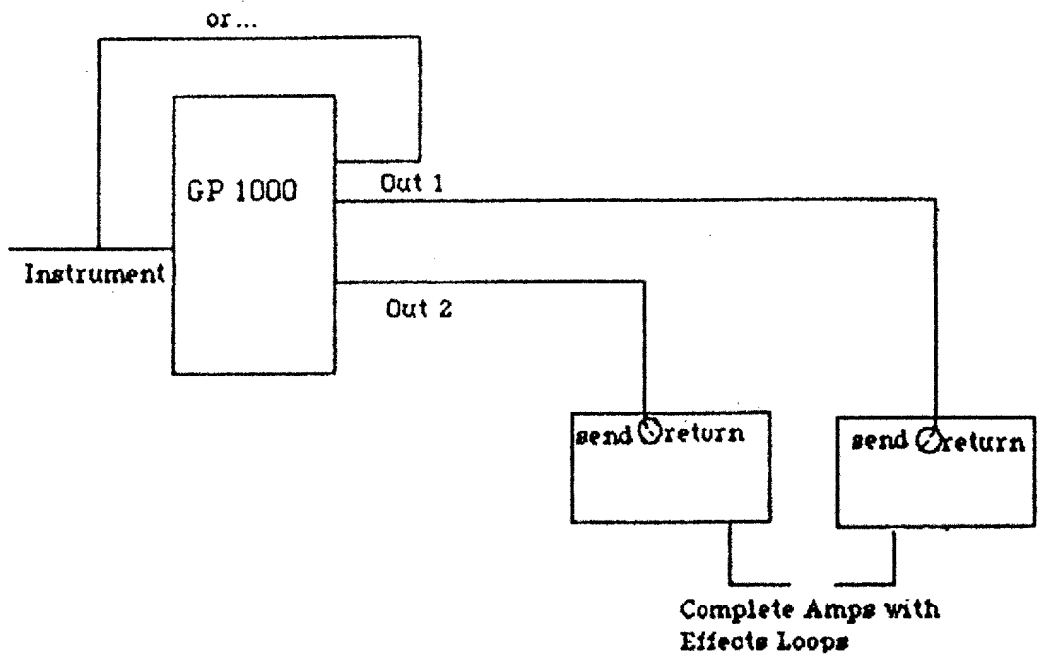 or...
GP 1000
Out 1
Instrument
Out 2
send return
send return
Complete Amps with
Effects Loops